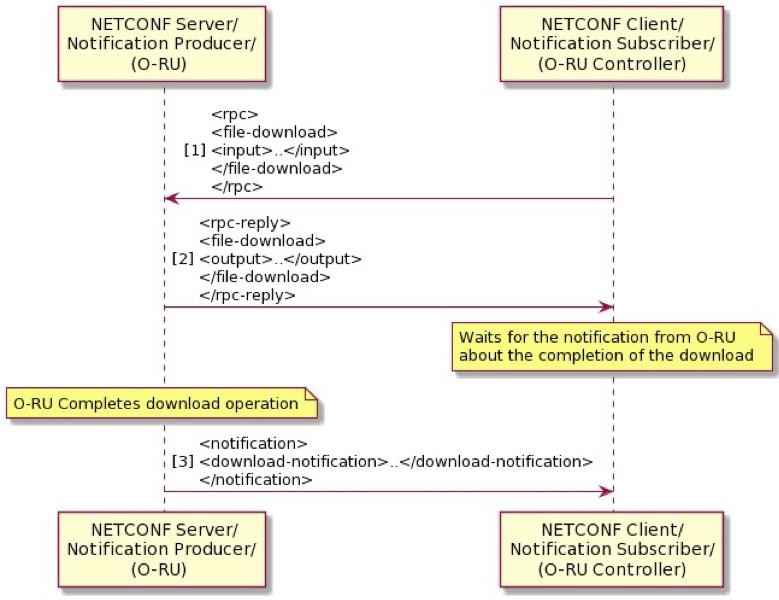 NETCONF Server/
Notification Producer/
(O-RU)
NETCONF Client/
Notification Subscriber/
(O-RU Controller)
<rpc>
<file-download>
[1] <input>..</input>
</file-download>
</rpc>
<rpc-reply>
<file-download>
[2] <output>..</output>
</file-download>
</rpc-reply>
Waits for the notification from O-RU
about the completion of the download
O-RU Completes download operation
<notification>
[3] <download-notification>..</download-notification>
</notification>
NETCONF Server/
Notification Producer/
(O-RU)
NETCONF Client/
Notification Subscriber/
(O-RU Controller)